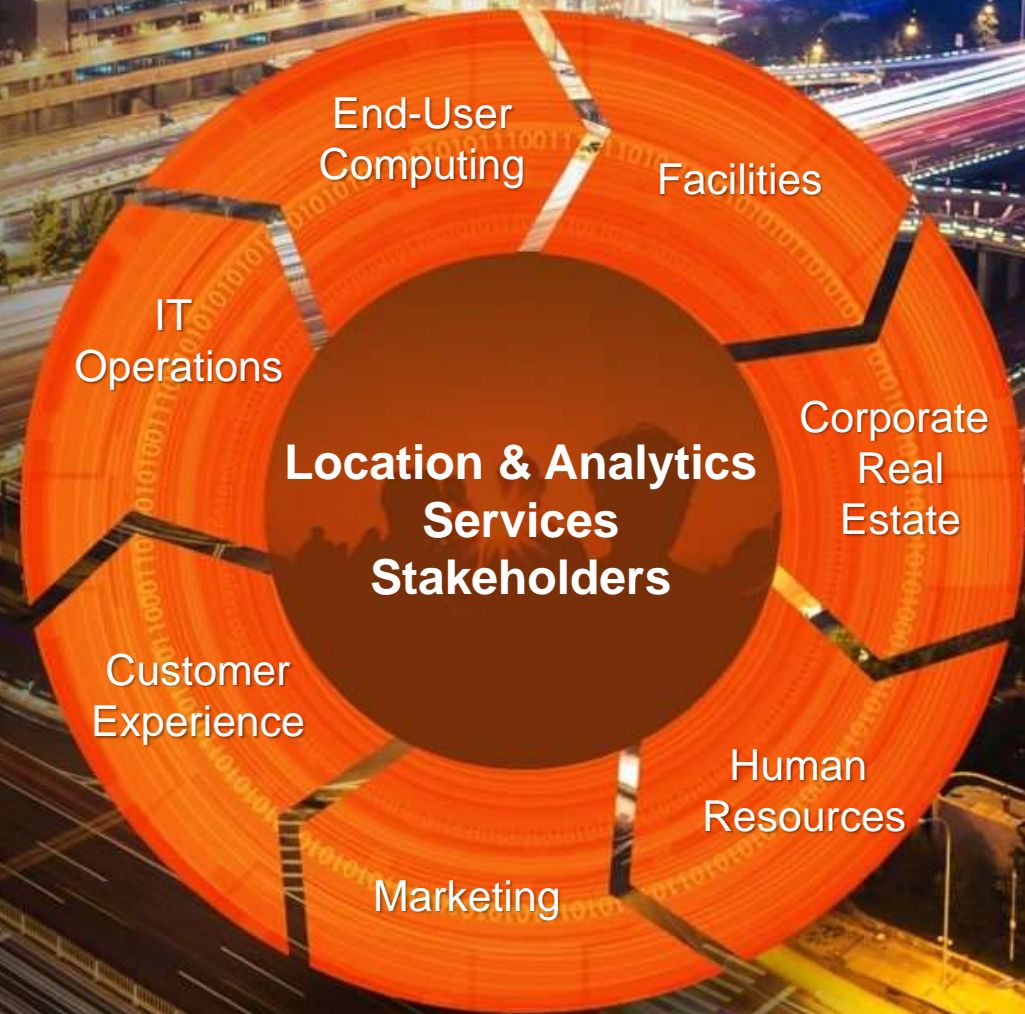 End-User
Computing
Facilities
IT
Operations
Corporate
Real
Estate
Location & Analytics
Services
Stakeholders
Customer
Experience
Human
Resources
Marketing